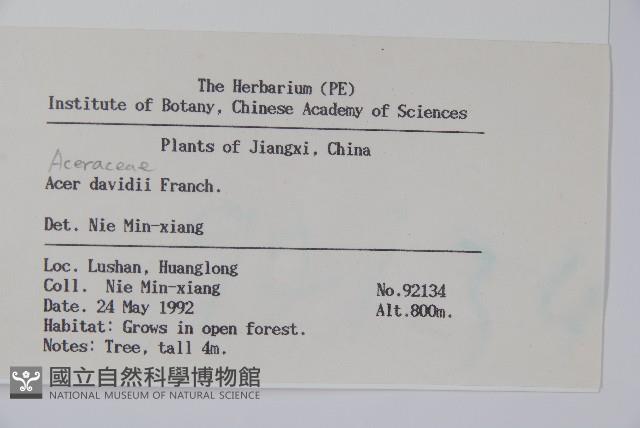 The Herbarium (PE)
Institute of Botany, Chinese Academy of Sciences
Plants of Jiangxi, China
Aceraceae
Acer davidii Franch.
Det. Nie Min-xiang
Loc. Lushan, Huanglong
Coll. Nie Min-xiang No.92134
Date. 24 May 1992 Alt.800m.
Habitat: Grows in open forest.
Notes: Tree, tall 4m.
國立自然科學博物館
NATIONAL MUSEUM OF NATURAL SCIENCE